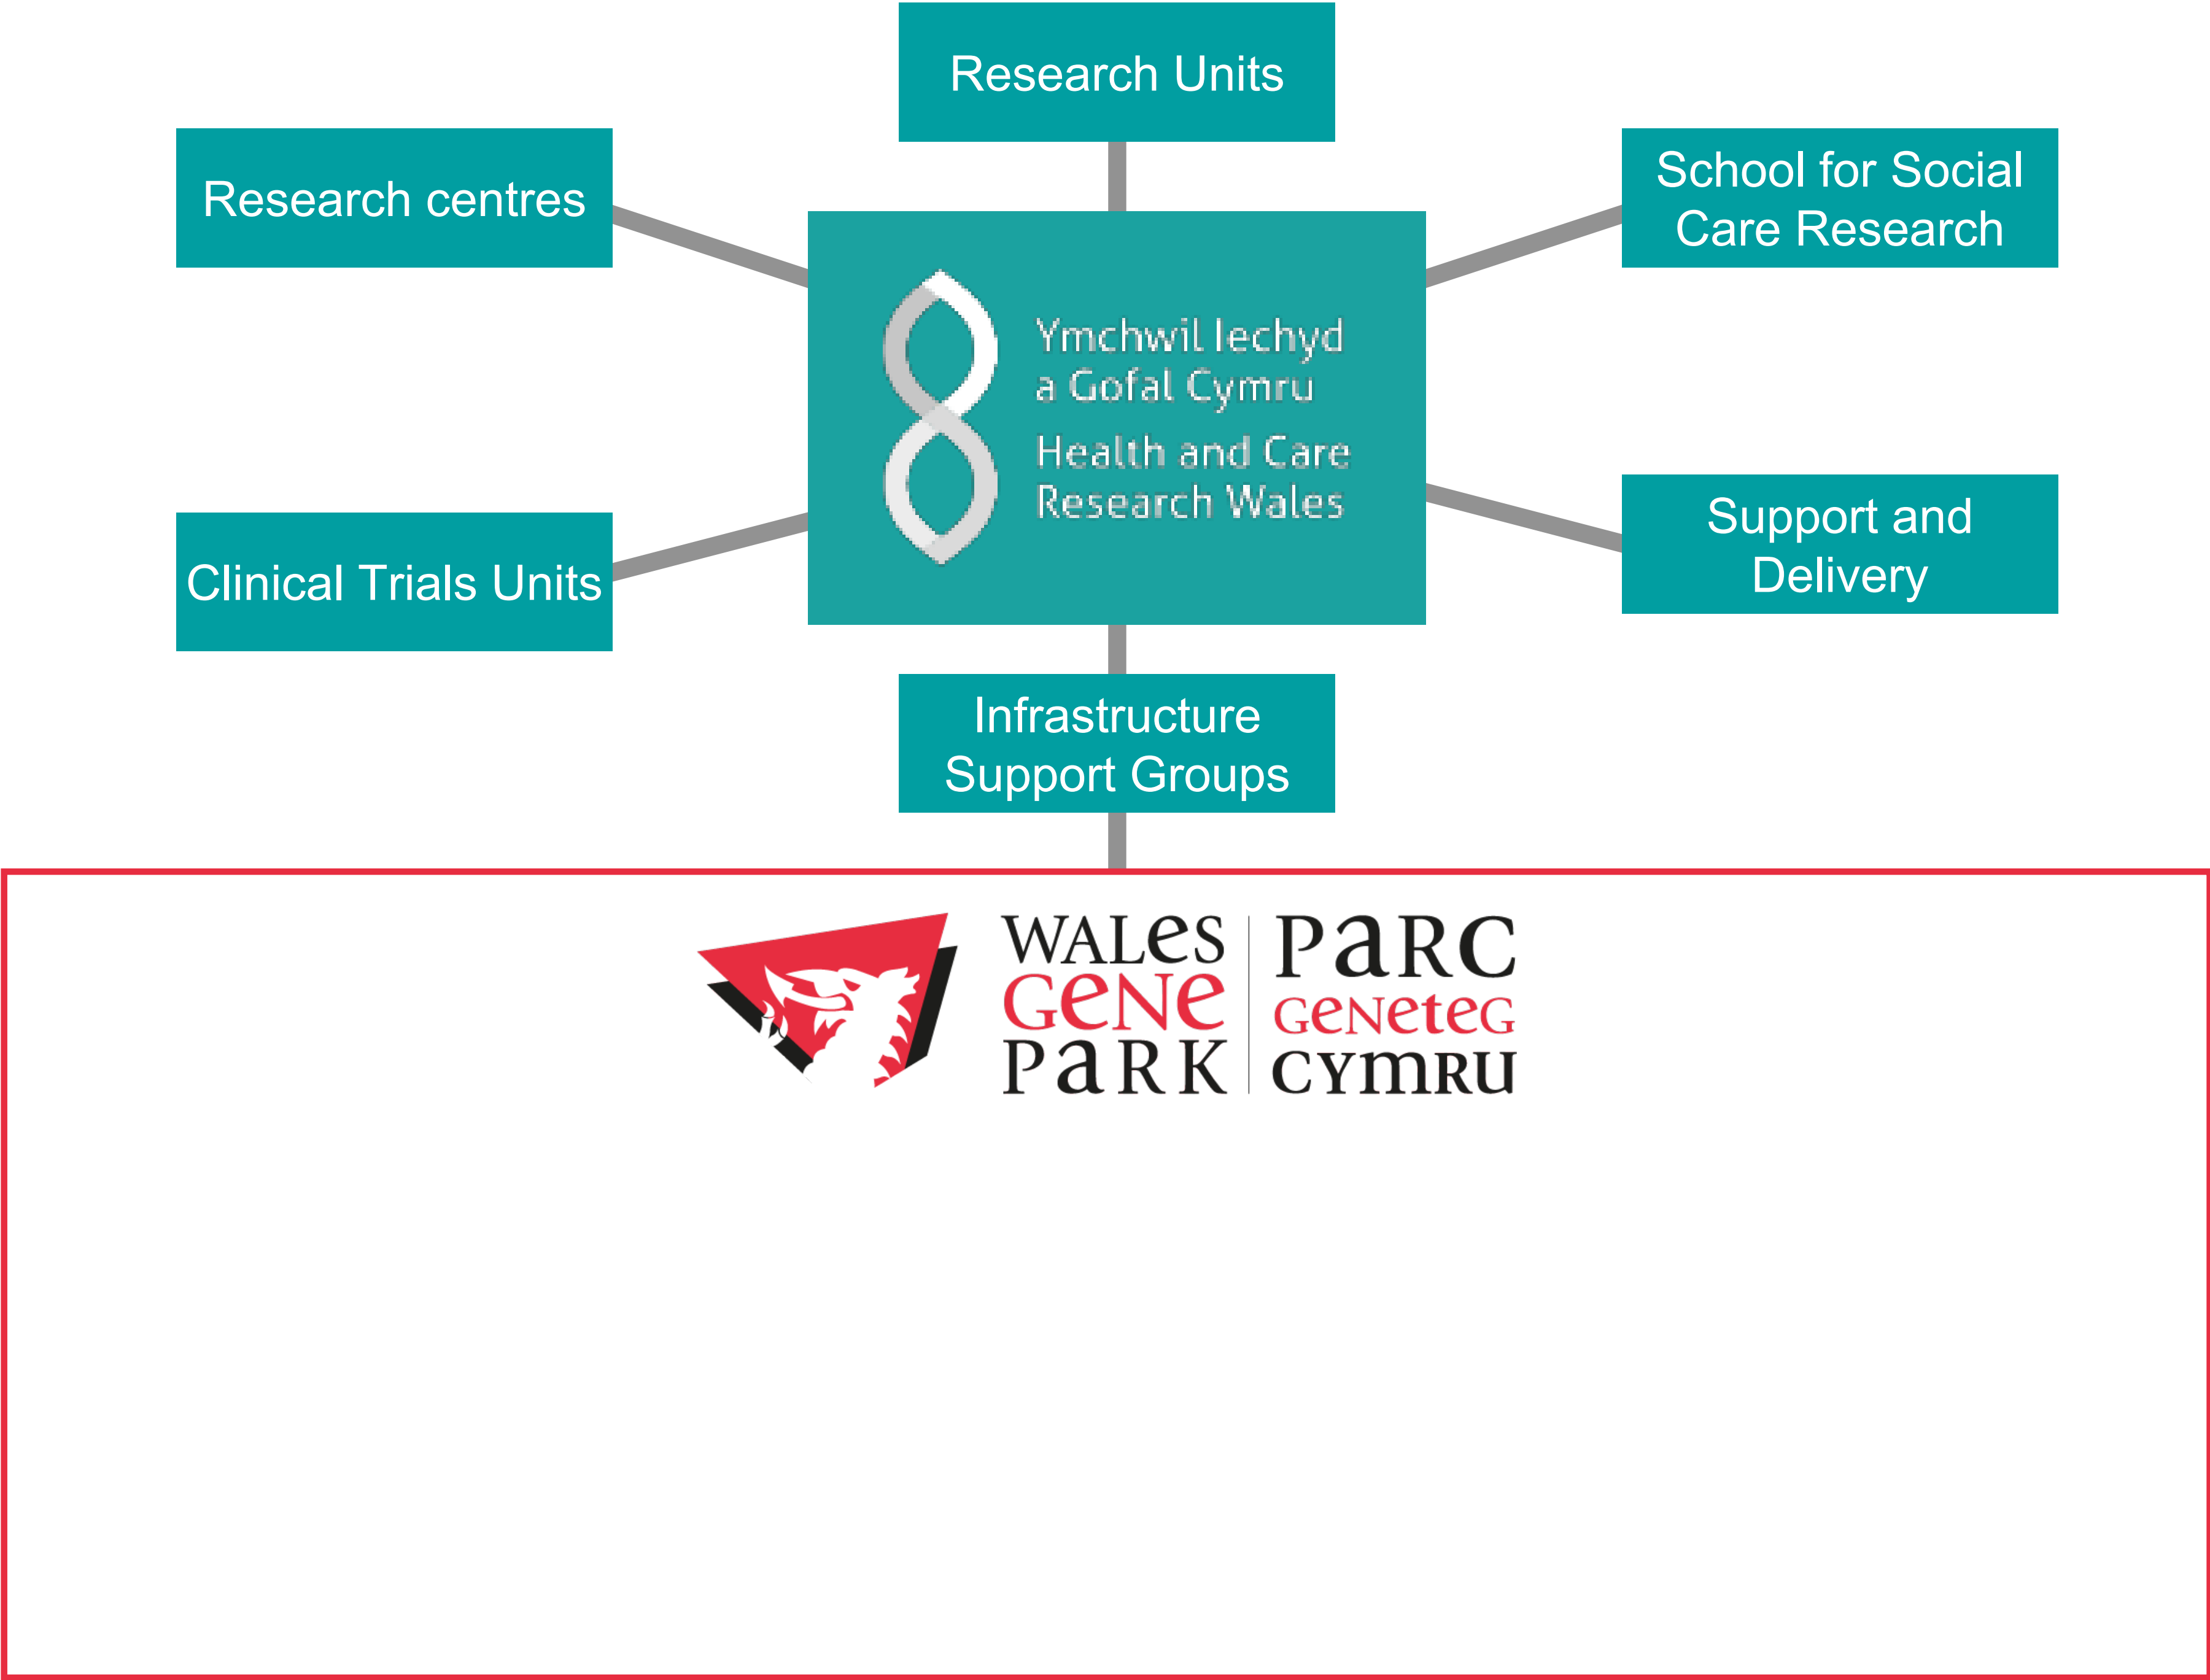 Research Units
Research centres
School for Social
Care Research
Ymchwil Iechyd
a Gofal Cymru
Health and Care
Research Wales
Clinical Trials Units
Support and
Delivery
Infrastructure
Support Groups
WALes
GeNe
PaRK
PaRC
GeNeteG
CYmRU